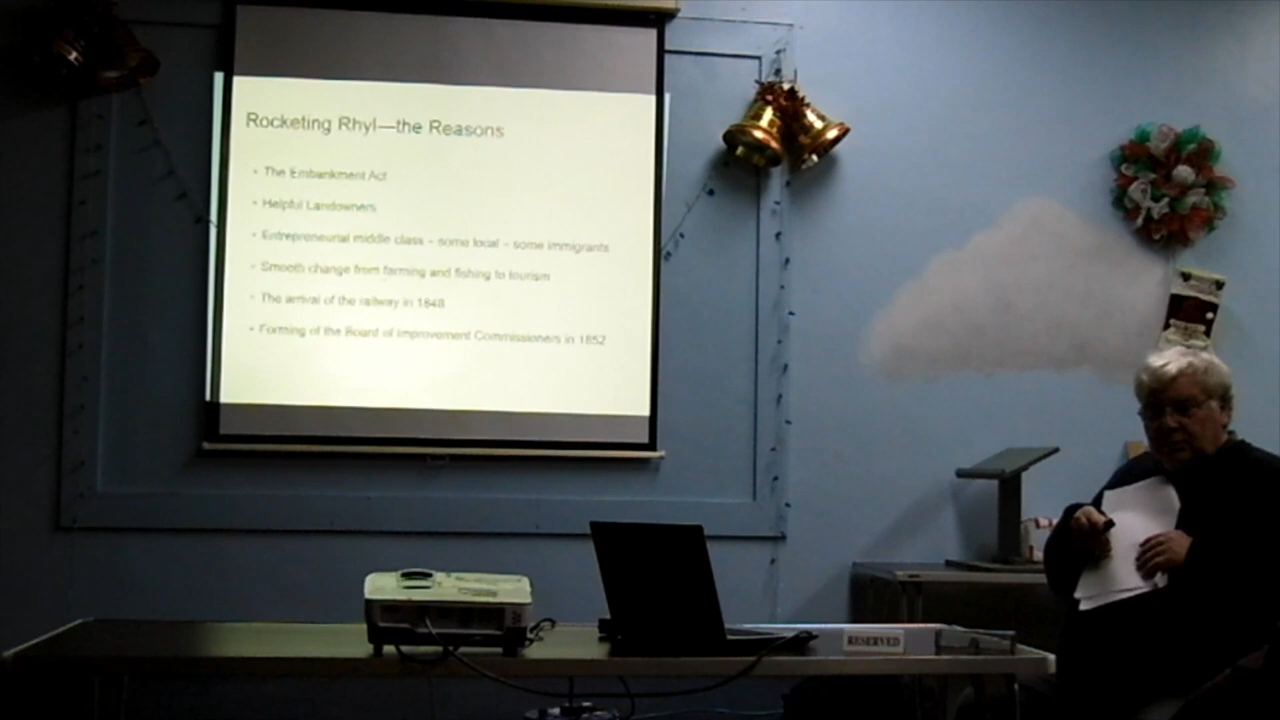 Rocketing Rhyl—the Reasons
• The Embankment Act
• Helpful Landowners
• Entrepreneurial middle class – some local – some immigrants
• Smooth change from farming and fishing to tourism
• The arrival of the railway in 1848
• Forming of the Board of Improvement Commissioners in 1852
RESERVED